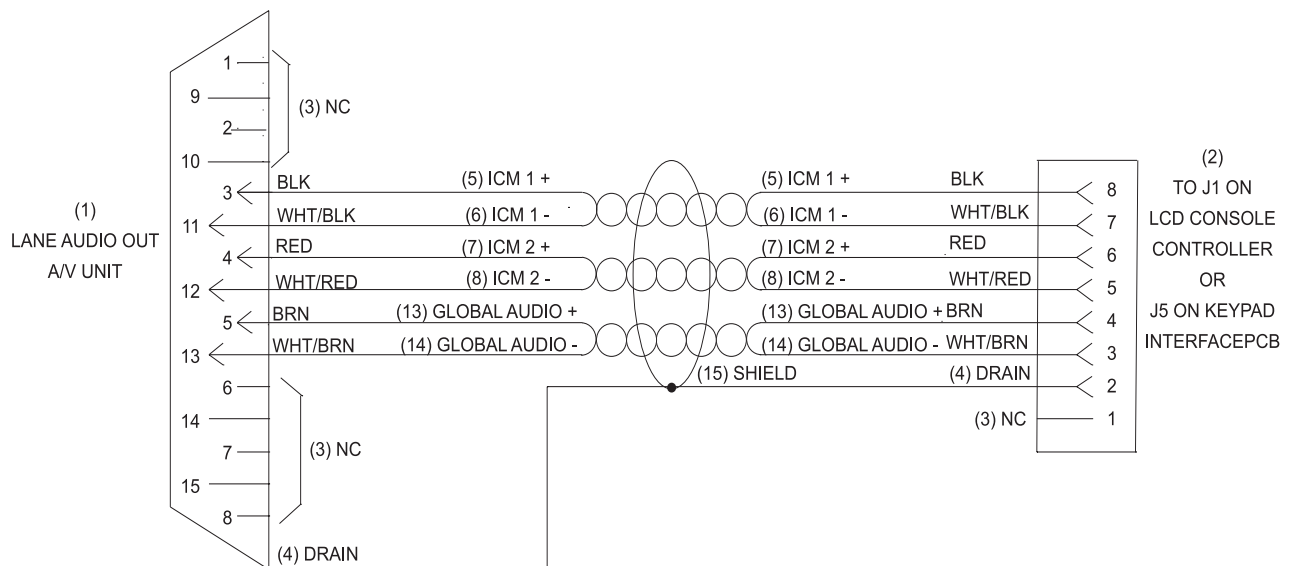 (1)
LANE AUDIO OUT
A/V UNIT
1
9
2
10
(3) NC
3 BLK (5) ICM 1 + (5) ICM 1 + BLK 8
11 WHT/BLK (6) ICM 1 - (6) ICM 1 - WHT/BLK 7
4 RED (7) ICM 2 + (7) ICM 2 + RED 6
12 WHT/RED (8) ICM 2 - (8) ICM 2 - WHT/RED 5
5 BRN (13) GLOBAL AUDIO + (13) GLOBAL AUDIO + BRN 4
13 WHT/BRN (14) GLOBAL AUDIO - (14) GLOBAL AUDIO - WHT/BRN 3
6 (15) SHIELD (4) DRAIN 2
14 (3) NC 1
7
15
8
(3) NC
(4) DRAIN
(2)
TO J1 ON
LCD CONSOLE
CONTROLLER
OR
J5 ON KEYPAD
INTERFACEPCB